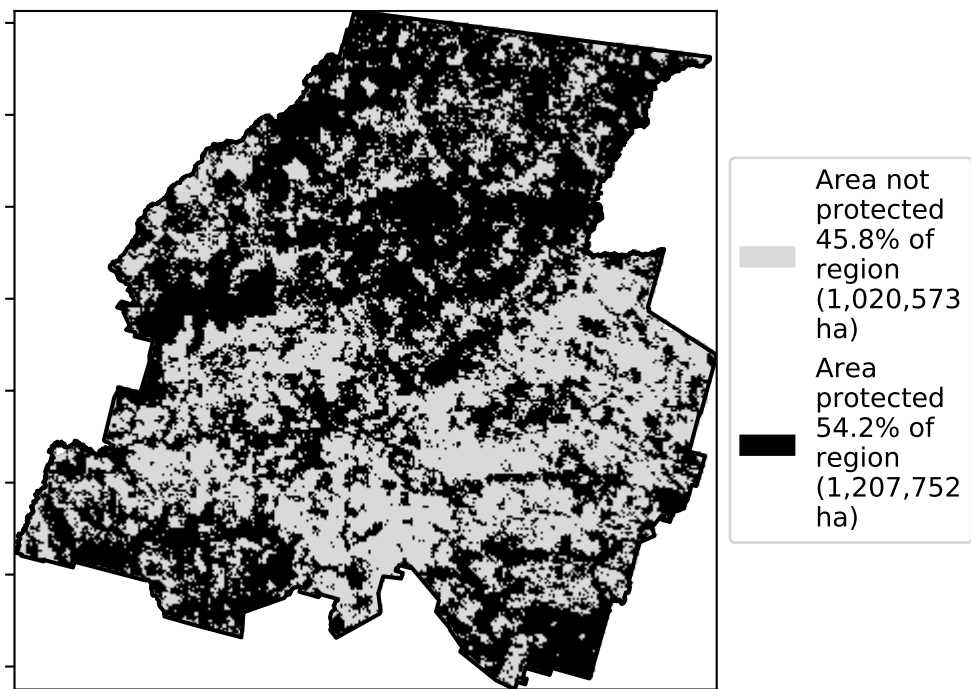 Area not
protected
45.8% of
region
(1,020,573
ha)
Area
protected
54.2% of
region
(1,207,752
ha)